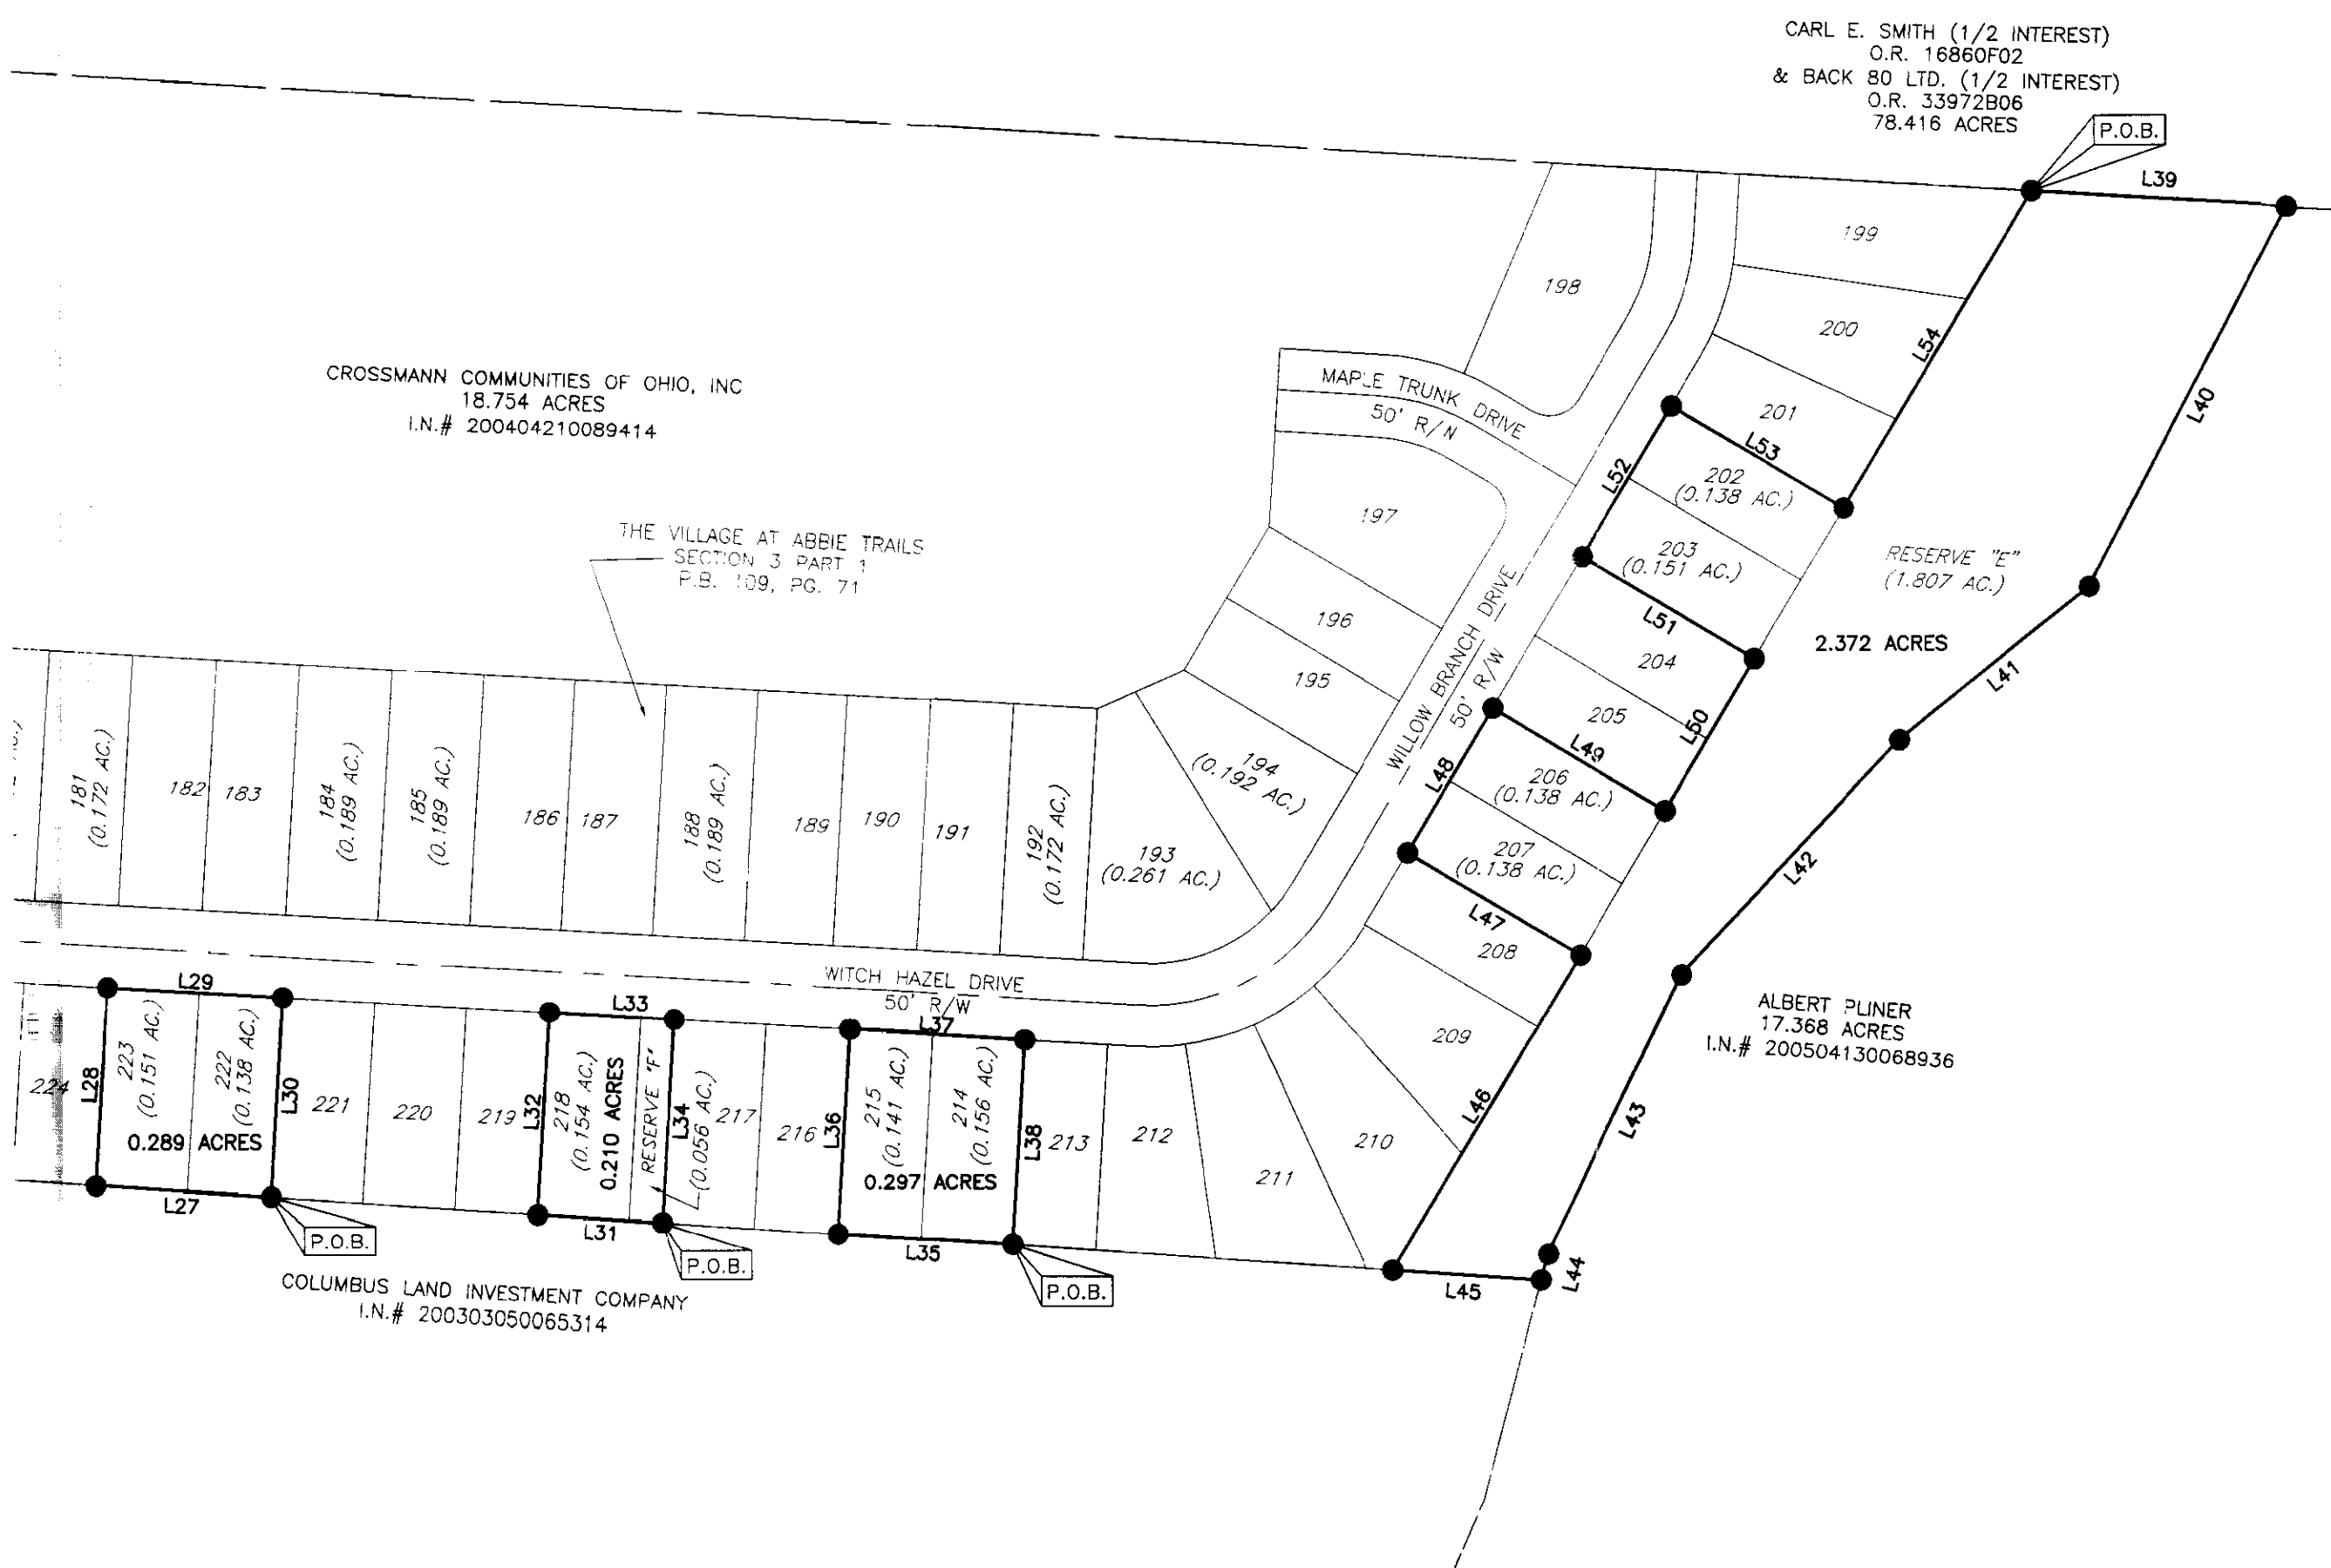 CARL E. SMITH (1/2 INTEREST)
O.R. 16860F02
& BACK 80 LTD. (1/2 INTEREST)
O.R. 33972B06
78.416 ACRES
P.O.B.
L39
199
198
200
L54
L40
CROSSMANN COMMUNITIES OF OHIO, INC
18.754 ACRES
I.N.# 200404210089414
MAPLE TRUNK DRIVE
50' R/N
201
L53
L52
202
(0.138 AC.)
197
THE VILLAGE AT ABBIE TRAILS
SECTION 3 PART 1
P.B. 109, PG. 71
203
(0.151 AC.)
RESERVE "E"
(1.807 AC.)
2.372 ACRES
196
195
L51
204
L41
WILLOW BRANCH DRIVE
50' R/W
205
L50
L49
L48
206
(0.138 AC.)
207
(0.138 AC.)
L42
181
(0.172 AC.)
182
183
184
(0.189 AC.)
185
(0.189 AC.)
186
187
188
(0.189 AC.)
189
190
191
192
(0.172 AC.)
193
(0.261 AC.)
194
(0.192 AC.)
L47
208
209
WITCH HAZEL DRIVE
50' R/W
L29
L33
L37
ALBERT PLINER
17.368 ACRES
I.N.# 200504130068936
224
L28
223
(0.151 AC.)
222
(0.138 AC.)
0.289 ACRES
L30
221
220
219
L32
218
(0.154 AC.)
0.210 ACRES
RESERVE "F"
L34
(0.056 AC.)
217
216
L36
215
(0.141 AC.)
214
(0.156 AC.)
0.297 ACRES
L38
213
212
211
210
L46
L43
L27
P.O.B.
L31
P.O.B.
L35
P.O.B.
L45
L44
COLUMBUS LAND INVESTMENT COMPANY
I.N.# 200303050065314